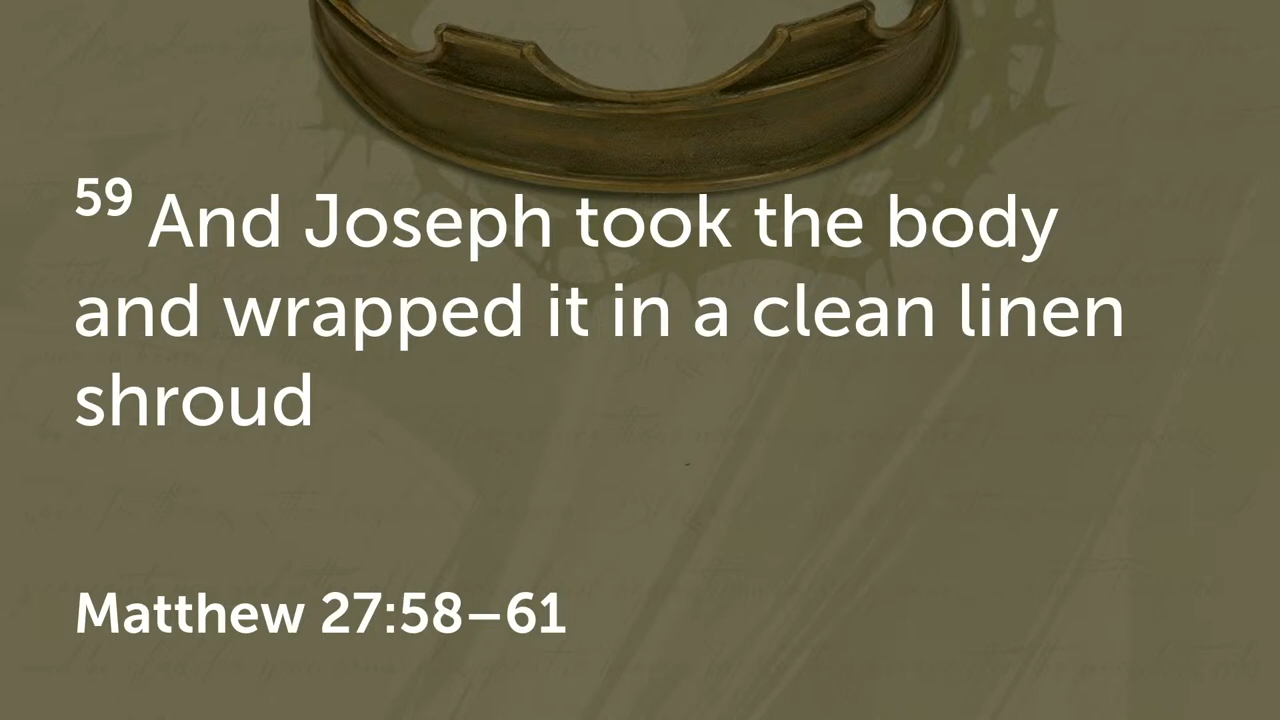 59 And Joseph took the body
and wrapped it in a clean linen
shroud
Matthew 27:58–61